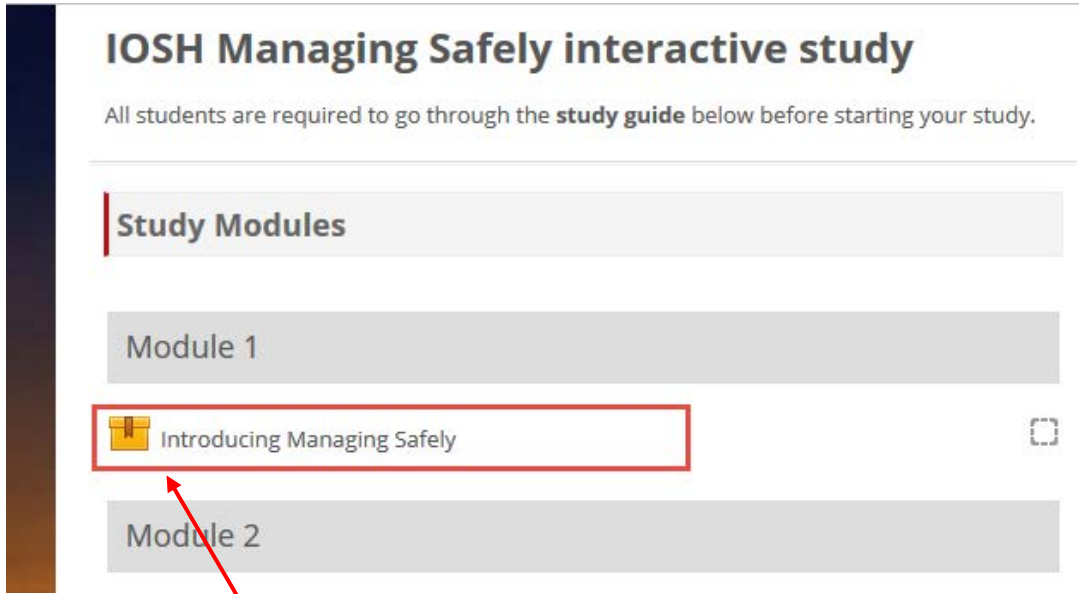 IOSH Managing Safely interactive study
All students are required to go through the study guide below before starting your study.
Study Modules
Module 1
Introducing Managing Safely
Module 2